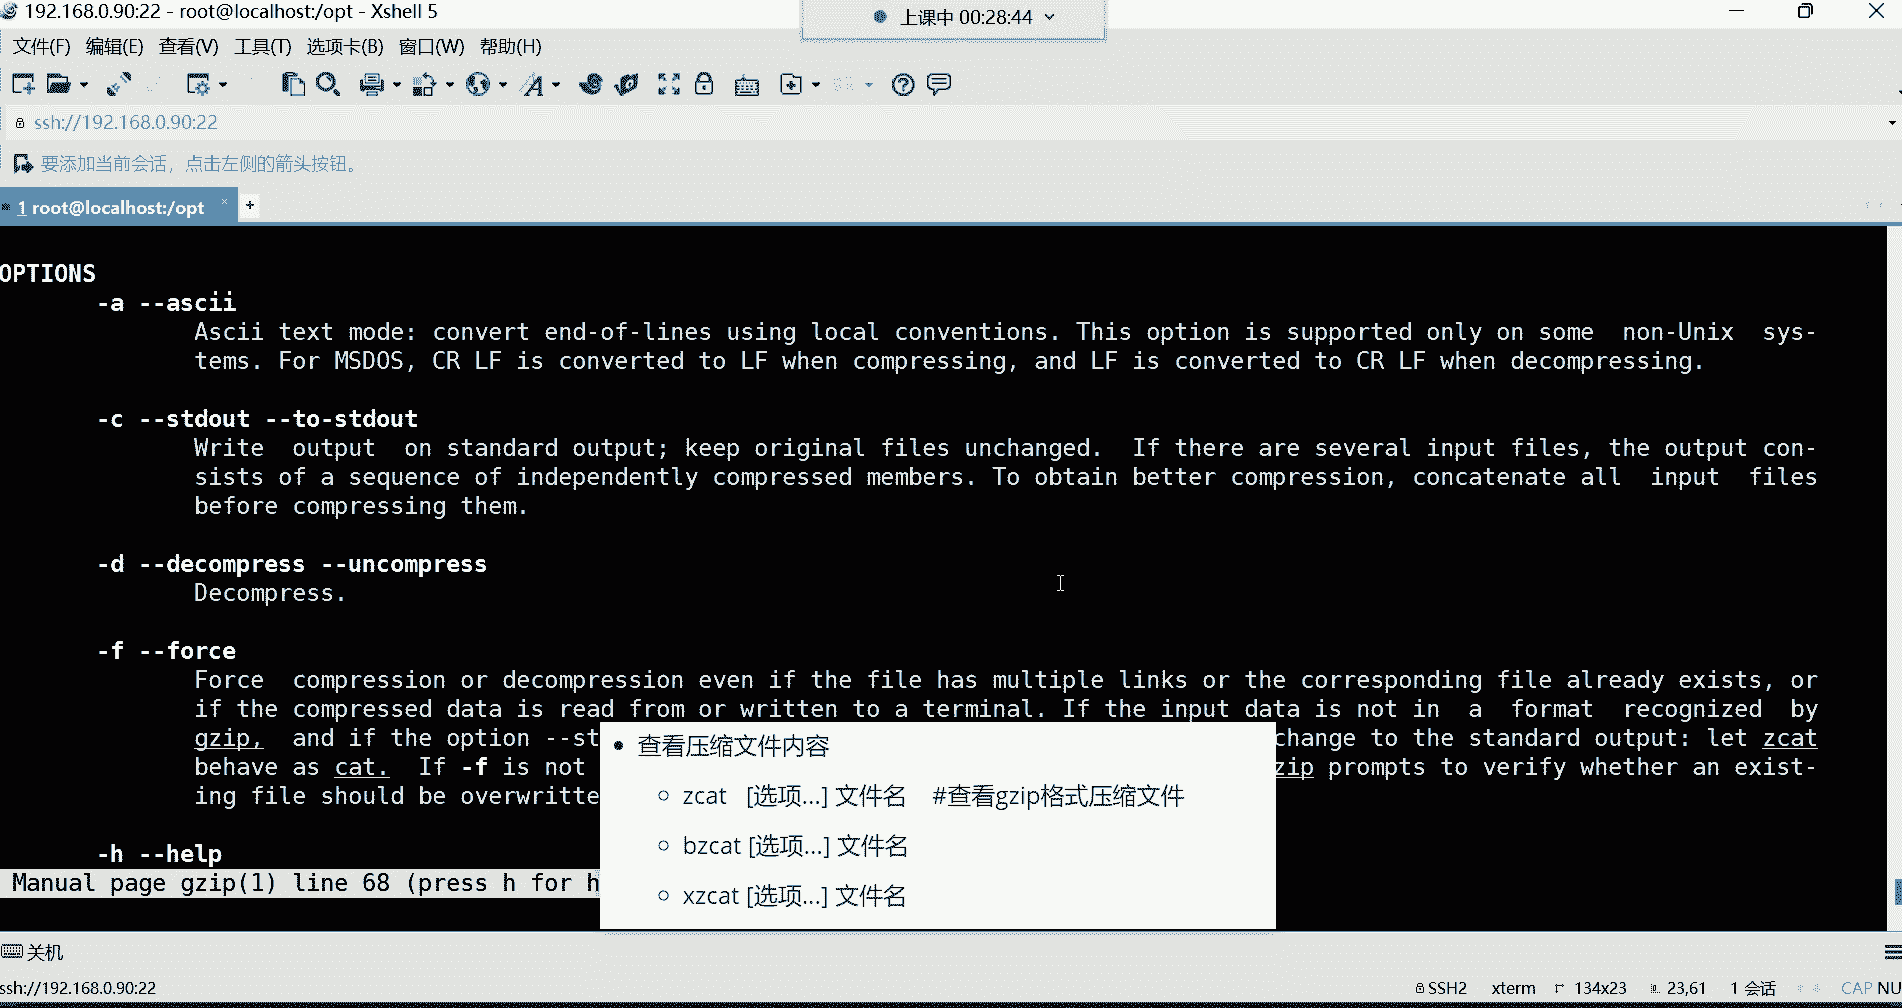 192.168.0.90:22 - root@localhost:/opt - Xshell 5
上课中 00:28:44
文件(F) 编辑(E) 查看(V) 工具(T) 选项卡(B) 窗口(W) 帮助(H)
ssh://192.168.0.90:22
要添加当前会话，点击左侧的箭头按钮。
1 root@localhost:/opt × +
OPTIONS
-a --ascii
Ascii text mode: convert end-of-lines using local conventions. This option is supported only on some non-Unix sys-
tems. For MSDOS, CR LF is converted to LF when compressing, and LF is converted to CR LF when decompressing.
-c --stdout --to-stdout
Write output on standard output; keep original files unchanged. If there are several input files, the output con-
sists of a sequence of independently compressed members. To obtain better compression, concatenate all input files
before compressing them.
-d --decompress --uncompress
Decompress.
-f --force
Force compression or decompression even if the file has multiple links or the corresponding file already exists, or
if the compressed data is read from or written to a terminal. If the input data is not in a format recognized by
gzip, and if the option --st change to the standard output: let zcat
behave as cat. If -f is not zip prompts to verify whether an exist-
ing file should be overwritte
-h --help
Manual page gzip(1) line 68 (press h for h
查看压缩文件内容
zcat [选项...] 文件名 #查看gzip格式压缩文件
bzcat [选项...] 文件名
xzcat [选项...] 文件名
关机
ssh://192.168.0.90:22 SSH2 xterm 134x23 23,61 1 会话 CAP NU